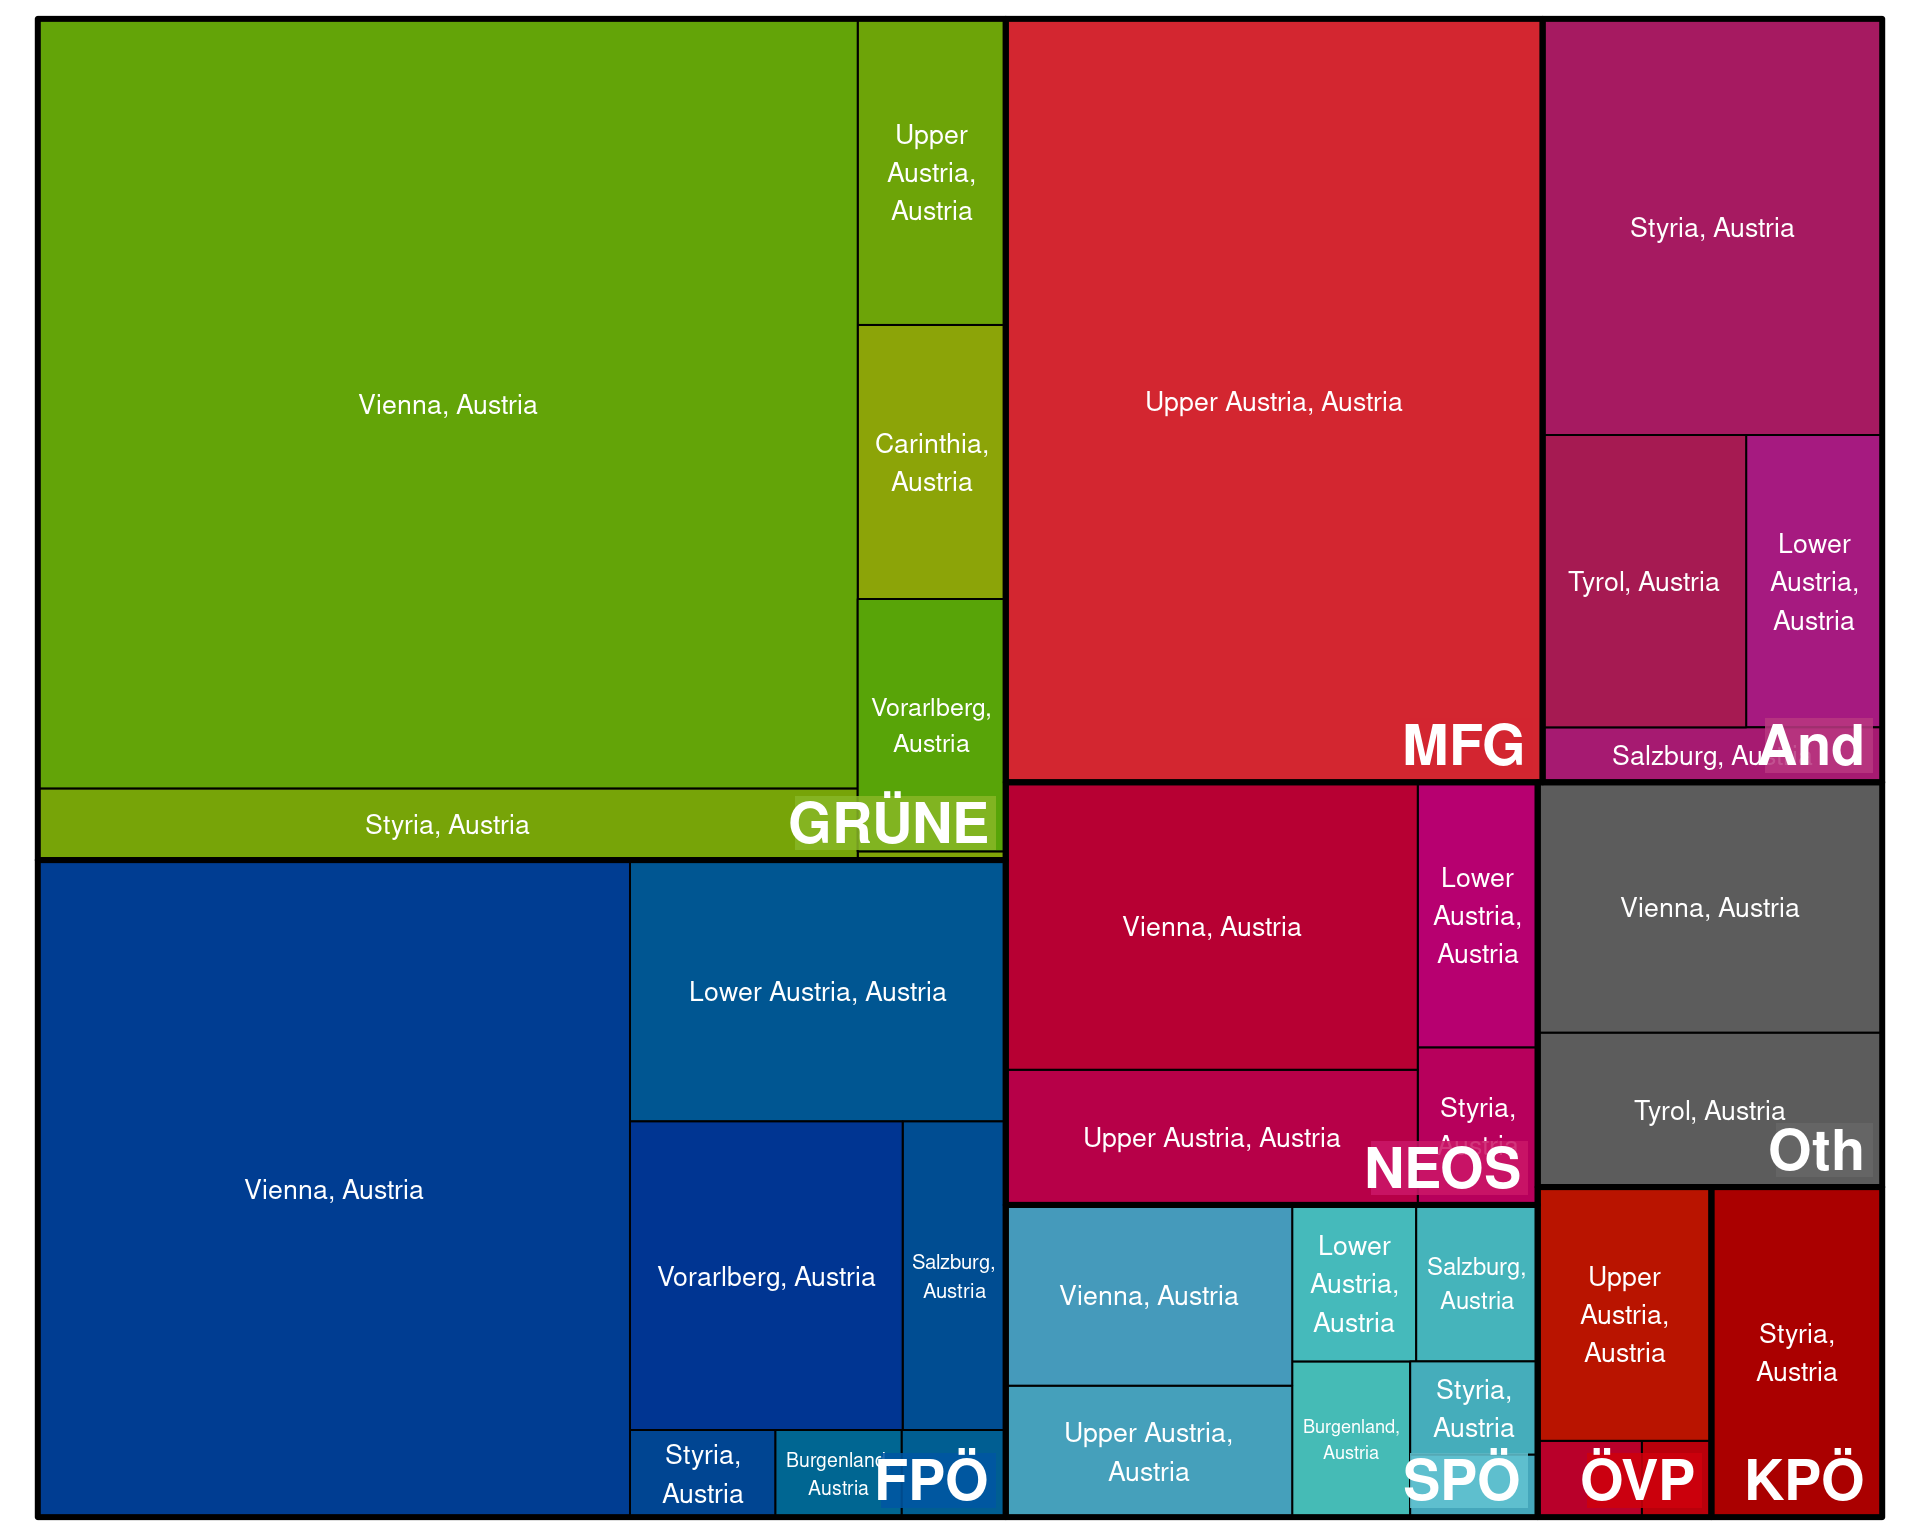 Vienna, Austria
Upper
Austria,
Austria
Carinthia,
Austria
Vorarlberg,
Austria
Styria, Austria
GRÜNE
Upper Austria, Austria
MFG
Styria, Austria
Tyrol, Austria
Lower
Austria,
Austria
Salzburg, Austria
And
Vienna, Austria
Lower Austria, Austria
Vorarlberg, Austria
Salzburg,
Austria
Styria,
Austria
Burgenland,
Austria
FPÖ
Vienna, Austria
Lower
Austria,
Austria
Upper Austria, Austria
Styria,
Austria
NEOS
Vienna, Austria
Tyrol, Austria
Oth
Vienna, Austria
Lower
Austria,
Austria
Salzburg,
Austria
Upper Austria,
Austria
Burgenland,
Austria
Styria,
Austria
SPÖ
Upper
Austria,
Austria
ÖVP
Styria,
Austria
KPÖ